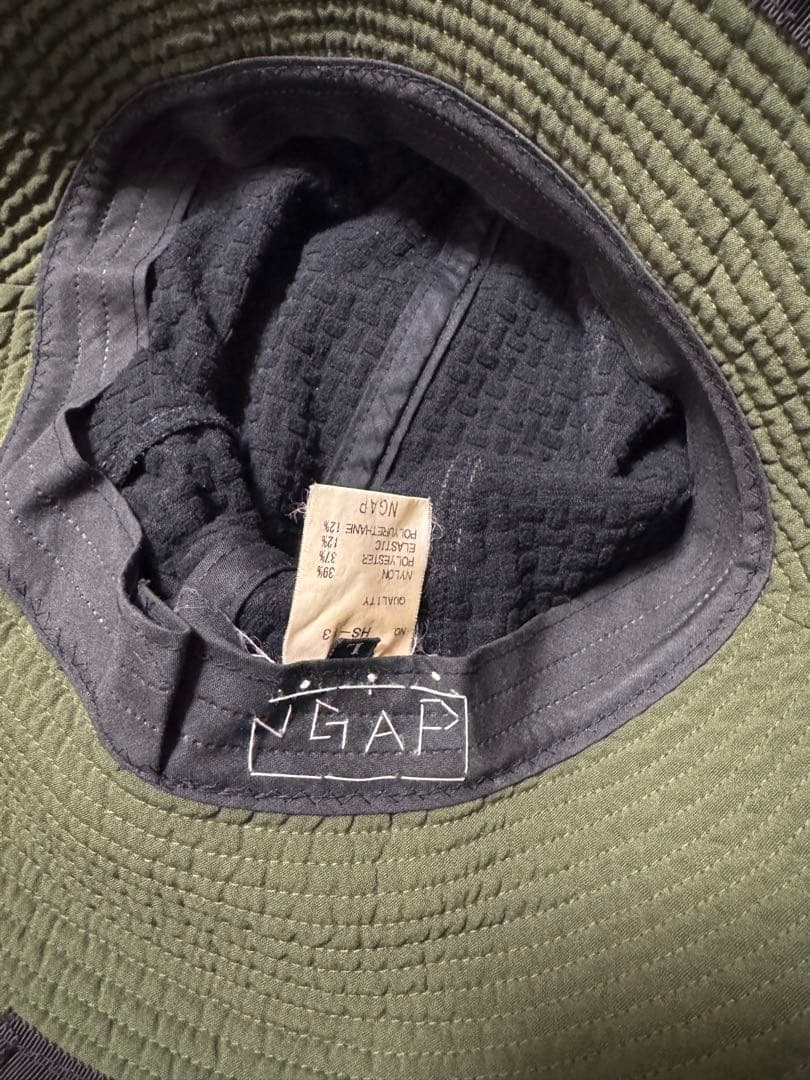 NO. HS-13
QUALITY
NYLON 39%
POLYESTER 37%
ELASTIC 12%
POLYURETHANE 12%
NGAP
L
NGAP